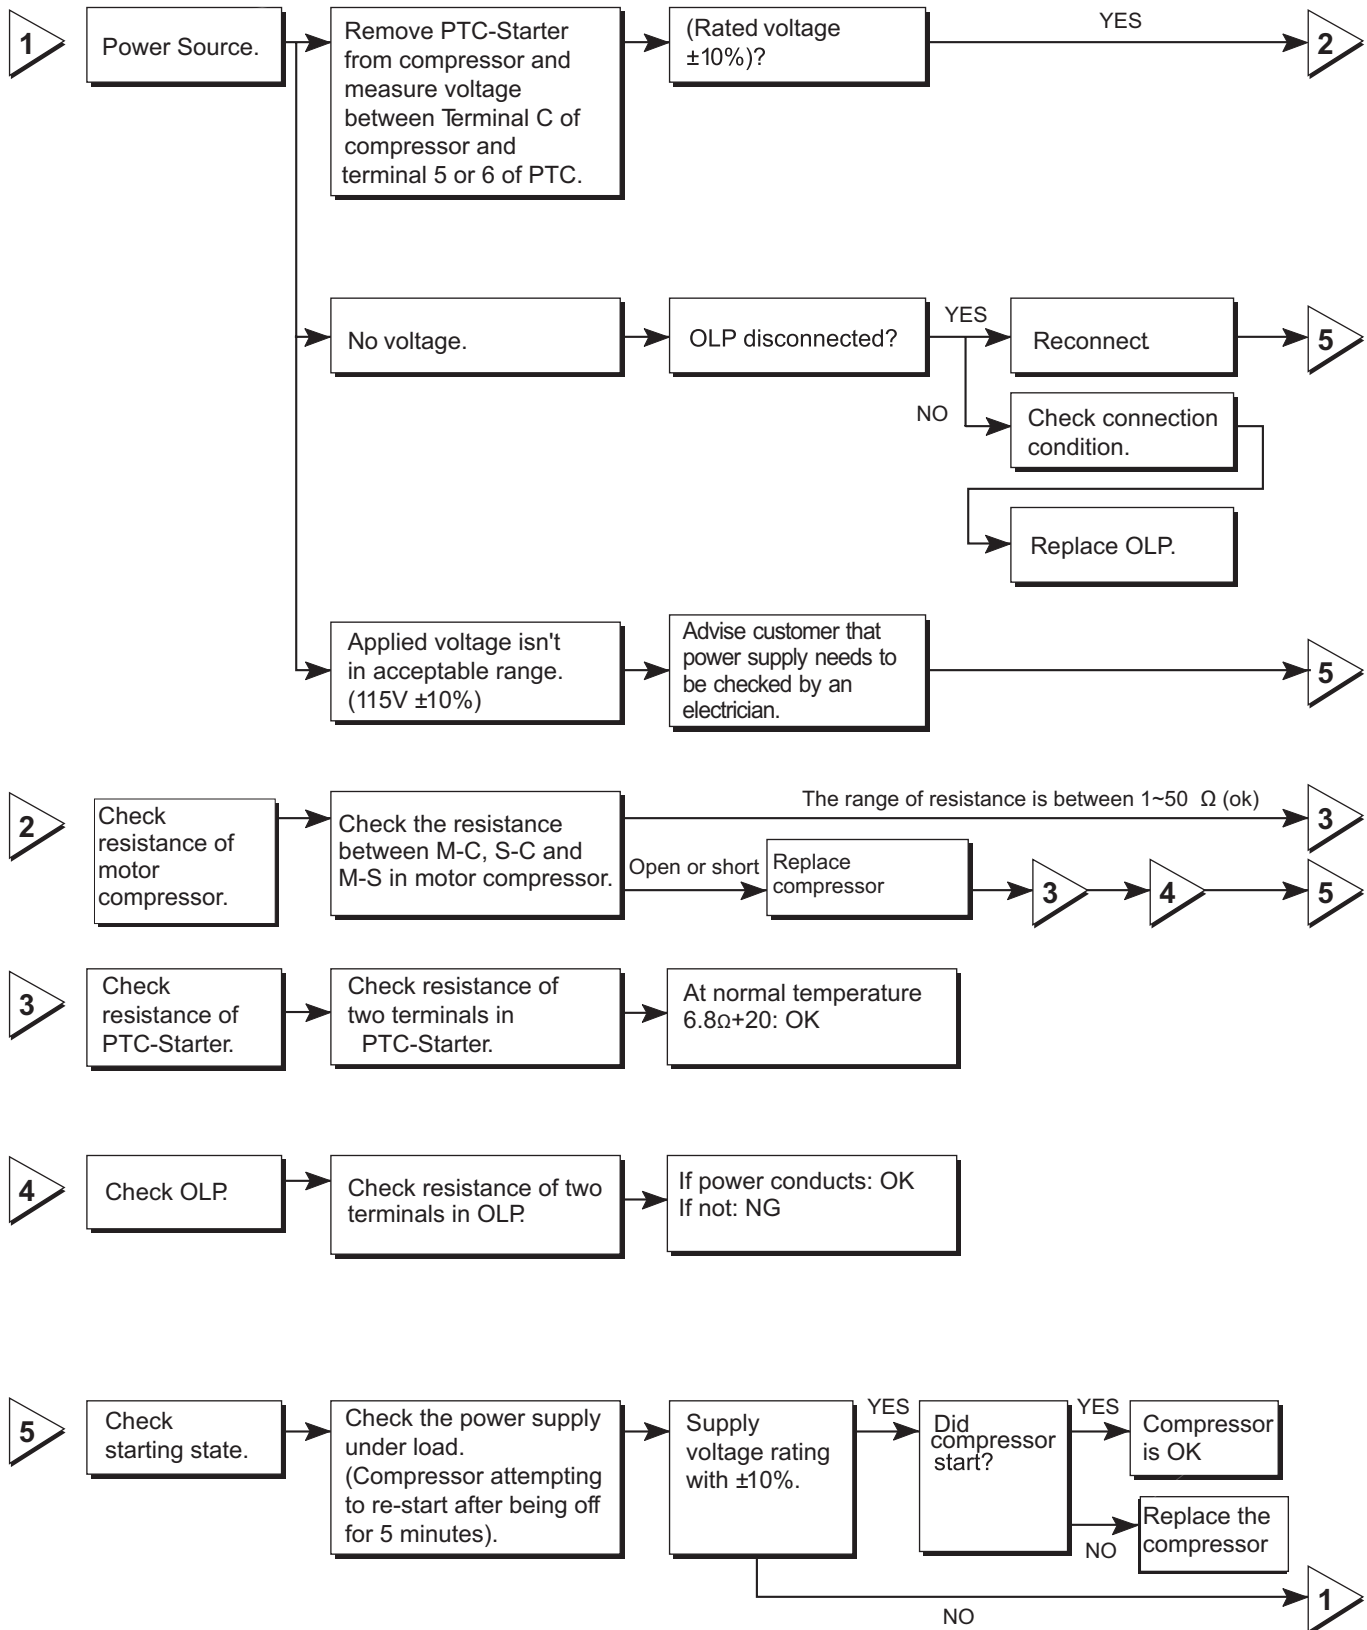 1
Power Source.
Remove PTC-Starter
from compressor and
measure voltage
between Terminal C of
compressor and
terminal 5 or 6 of PTC.
(Rated voltage
±10%)?
YES
2
No voltage.
OLP disconnected?
YES
Reconnect.
5
NO
Check connection
condition.
Replace OLP.
Applied voltage isn't
in acceptable range.
(115V ±10%)
Advise customer that
power supply needs to
be checked by an
electrician.
5
2
Check
resistance of
motor
compressor.
Check the resistance
between M-C, S-C and
M-S in motor compressor.
The range of resistance is between 1~50 Ω (ok)
3
Open or short
Replace
compressor
3
4
5
3
Check
resistance of
PTC-Starter.
Check resistance of
two terminals in
PTC-Starter.
At normal temperature
6.8Ω+20: OK
4
Check OLP.
Check resistance of two
terminals in OLP.
If power conducts: OK
If not: NG
5
Check
starting state.
Check the power supply
under load.
(Compressor attempting
to re-start after being off
for 5 minutes).
Supply
voltage rating
with ±10%.
YES
Did
compressor
start?
YES
Compressor
is OK
NO
Replace the
compressor
NO
1